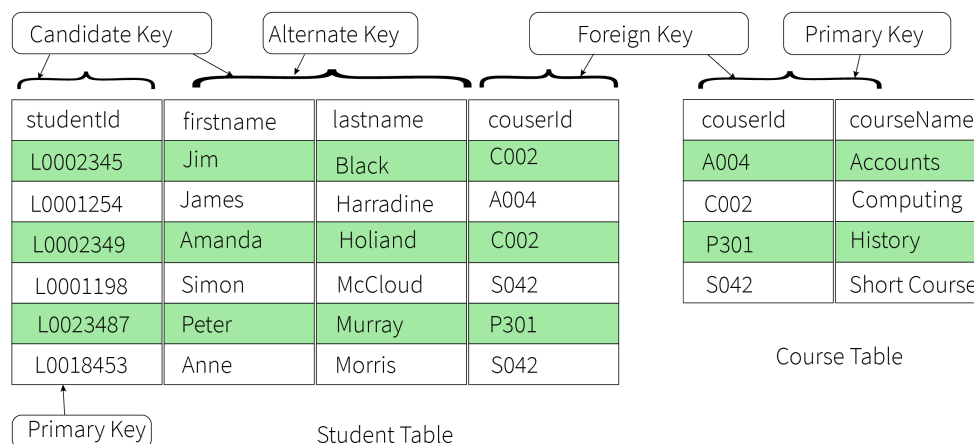 Candidate Key Alternate Key Foreign Key Primary Key
studentId firstname lastname couserId couserId courseName
L0002345 Jim Black C002 A004 Accounts
L0001254 James Harradine A004 C002 Computing
L0002349 Amanda Holiand C002 P301 History
L0001198 Simon McCloud S042 S042 Short Course
L0023487 Peter Murray P301
L0018453 Anne Morris S042
Course Table
Primary Key
Student Table